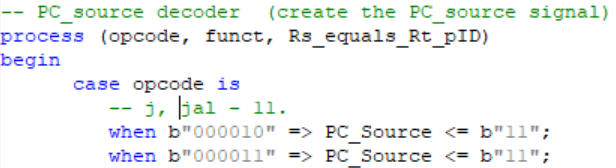 -- PC_source decoder  (create the PC_source signal)
process (opcode, funct, Rs_equals_Rt_pID)
begin
      case opcode is
         -- j, jal - 11.
         when b"000010" => PC_Source <= b"11";
         when b"000011" => PC_Source <= b"11";